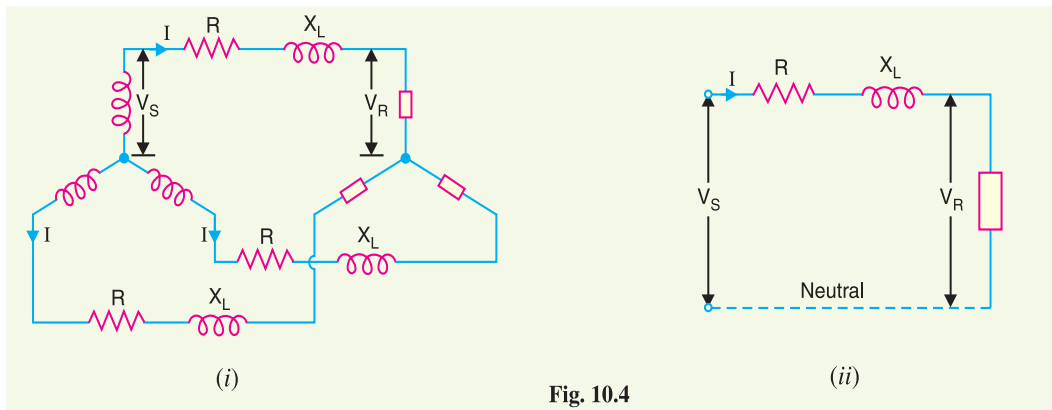 I R X_L
V_S V_R
I I R X_L
R X_L
(i)
I R X_L
V_S V_R
Neutral
(ii)
Fig. 10.4